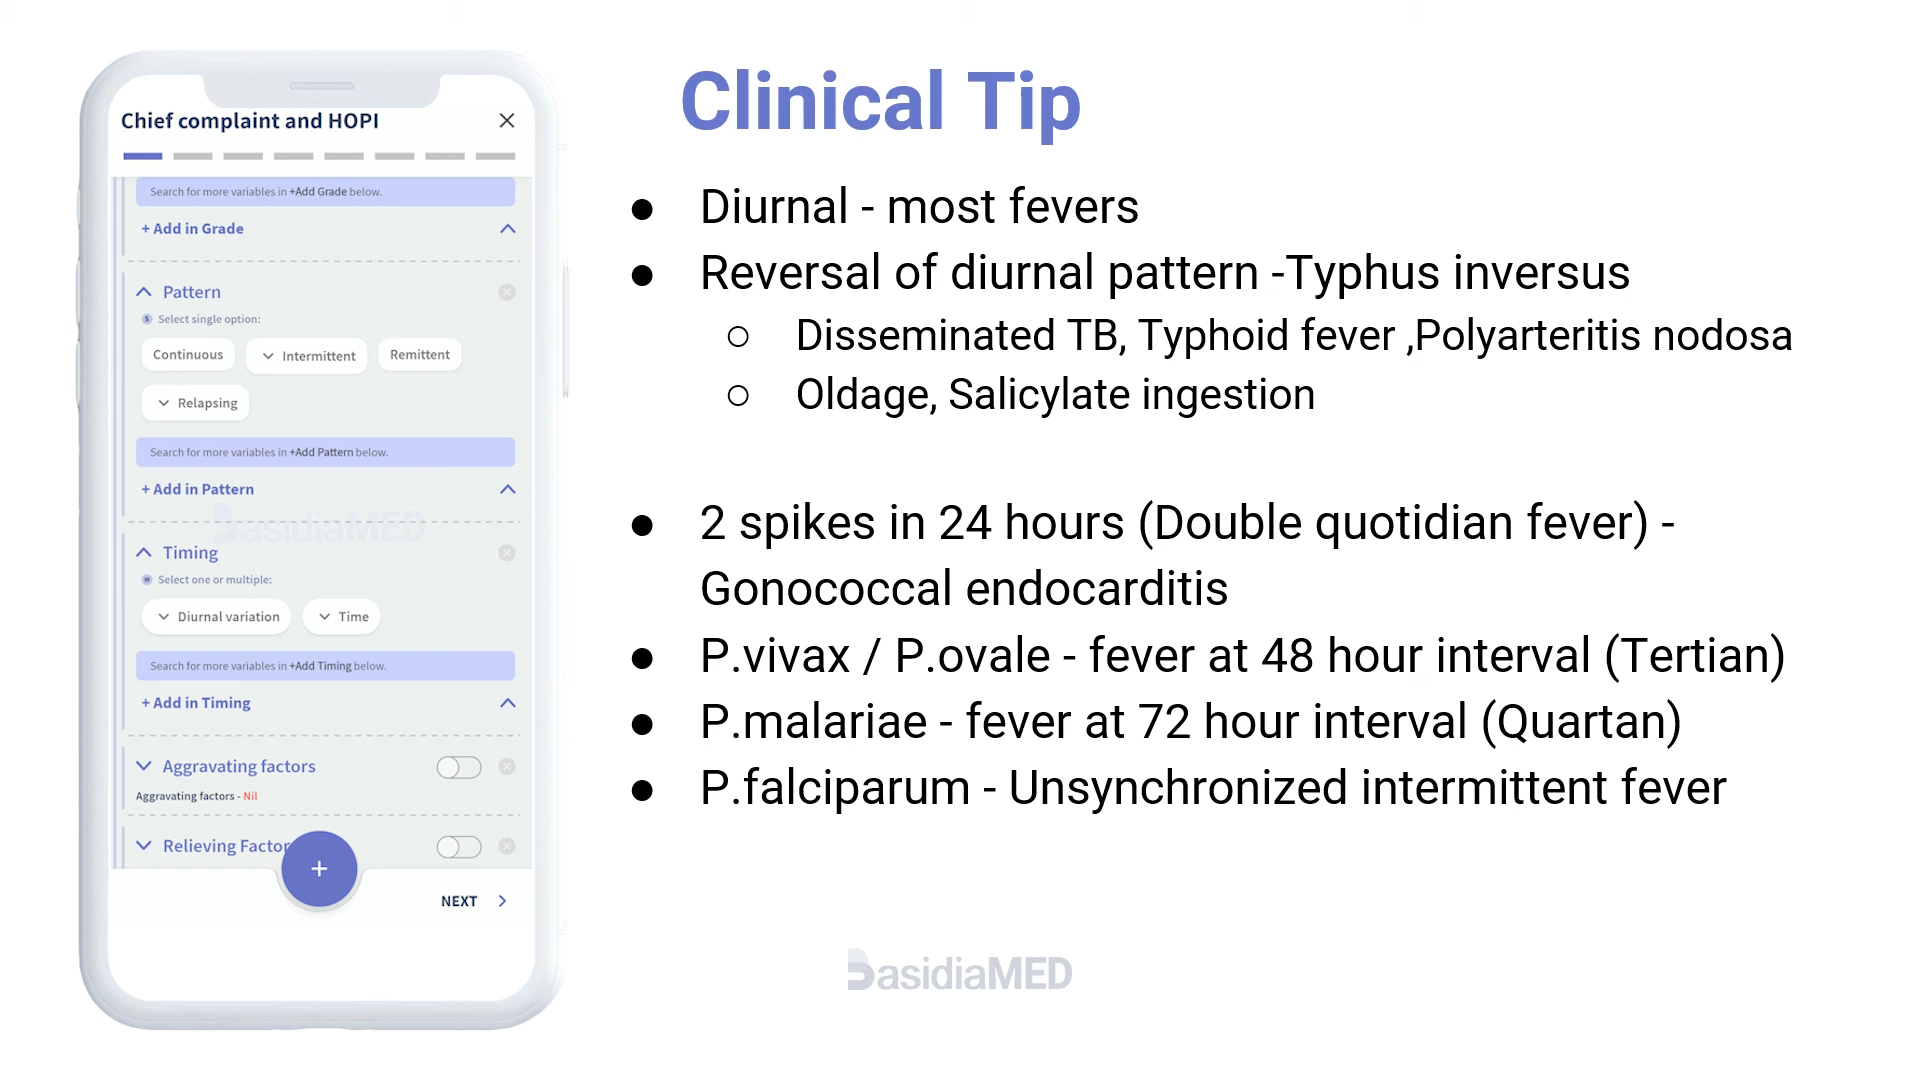 Chief complaint and HOPI
Search for more variables in +Add Grade below.
+ Add in Grade
Pattern
S Select single option:
Continuous
Intermittent
Remittent
Relapsing
Search for more variables in +Add Pattern below.
+ Add in Pattern
BasidiaMED
Timing
M Select one or multiple:
Diurnal variation
Time
Search for more variables in +Add Timing below.
+ Add in Timing
Aggravating factors
Aggravating factors - Nil
Relieving Factor
+
NEXT
Clinical Tip
● Diurnal - most fevers
● Reversal of diurnal pattern -Typhus inversus
○ Disseminated TB, Typhoid fever ,Polyarteritis nodosa
○ Oldage, Salicylate ingestion
● 2 spikes in 24 hours (Double quotidian fever) -
Gonococcal endocarditis
● P.vivax / P.ovale - fever at 48 hour interval (Tertian)
● P.malariae - fever at 72 hour interval (Quartan)
● P.falciparum - Unsynchronized intermittent fever
BasidiaMED